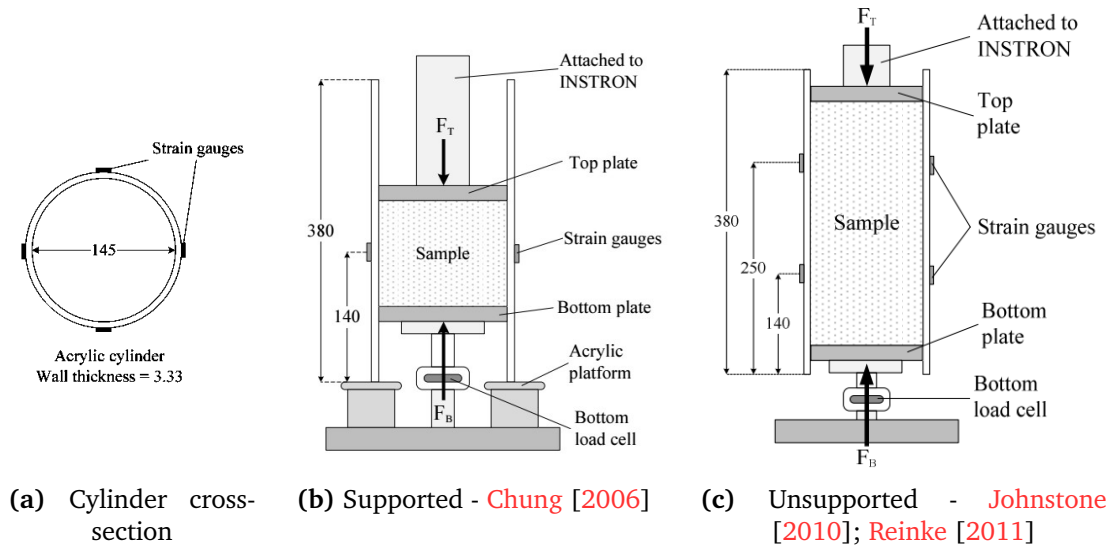 Strain gauges
145
Acrylic cylinder
Wall thickness = 3.33
(a) Cylinder cross-
section
Attached to
INSTRON
F_T
Top plate
380
Sample
Strain gauges
140
Bottom plate
Acrylic
platform
F_B
Bottom
load cell
(b) Supported - Chung [2006]
F_T
Attached to
INSTRON
Top
plate
380
250
Sample
Strain gauges
140
Bottom
plate
Bottom
load cell
F_B
(c) Unsupported - Johnstone
[2010]; Reinke [2011]